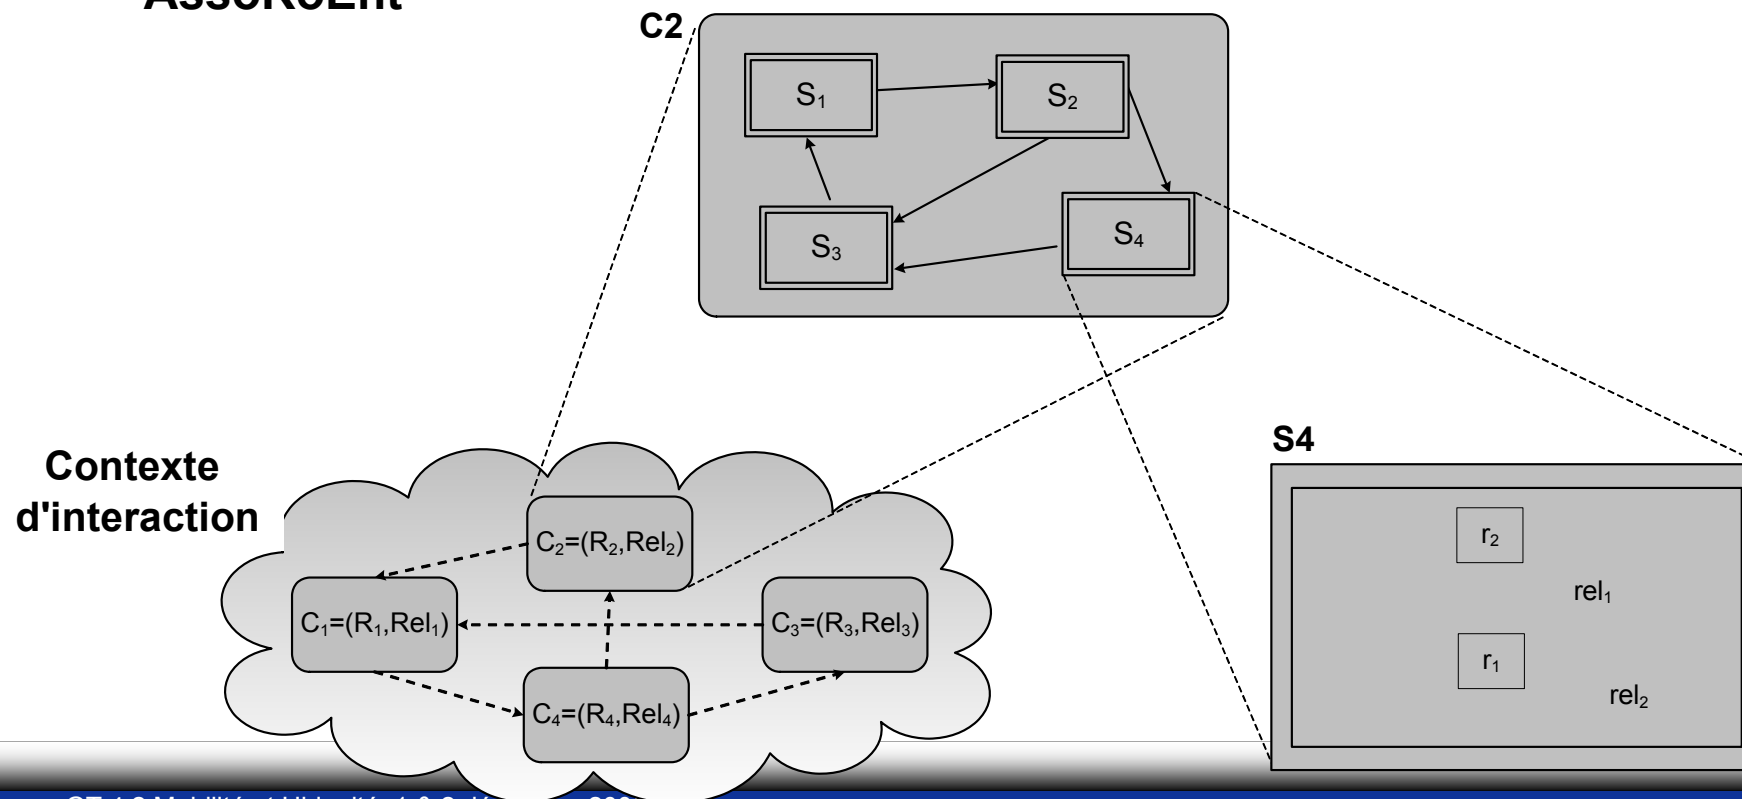 C2
S₁
S₂
S₃
S₄
Contexte
d'interaction
C₂=(R₂,Rel₂)
C₁=(R₁,Rel₁)
C₃=(R₃,Rel₃)
C₄=(R₄,Rel₄)
S4
r₂
rel₁
r₁
rel₂